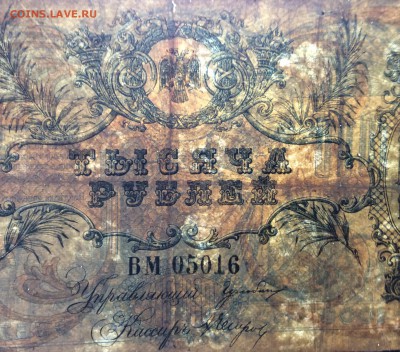 COINS.LAVE.RU
ТЫСЯЧА
РУБЛЕЙ
ВМ 05016
Управляющій
Кассиръ